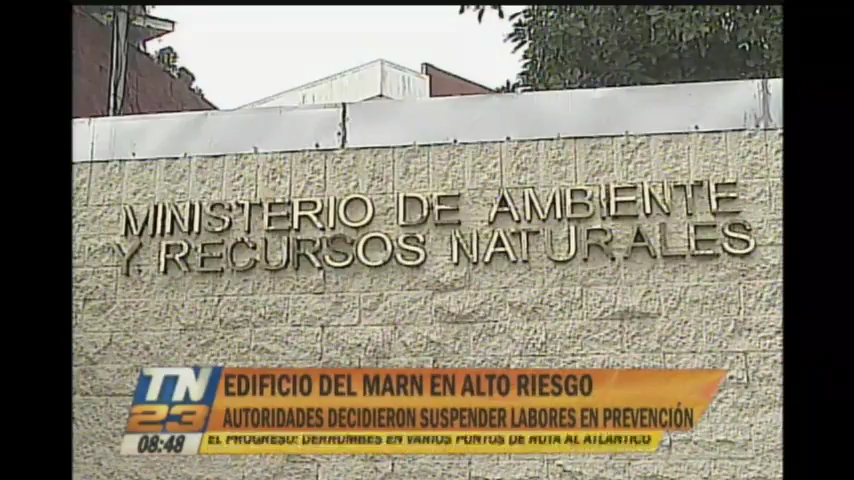 MINISTERIO DE AMBIENTE
Y RECURSOS NATURALES
TN
23
EDIFICIO DEL MARN EN ALTO RIESGO
AUTORIDADES DECIDIERON SUSPENDER LABORES EN PREVENCIÓN
08:48
EL PROGRESO: DERRUMBES EN VARIOS PUNTOS DE RUTA AL ATLÁNTICO